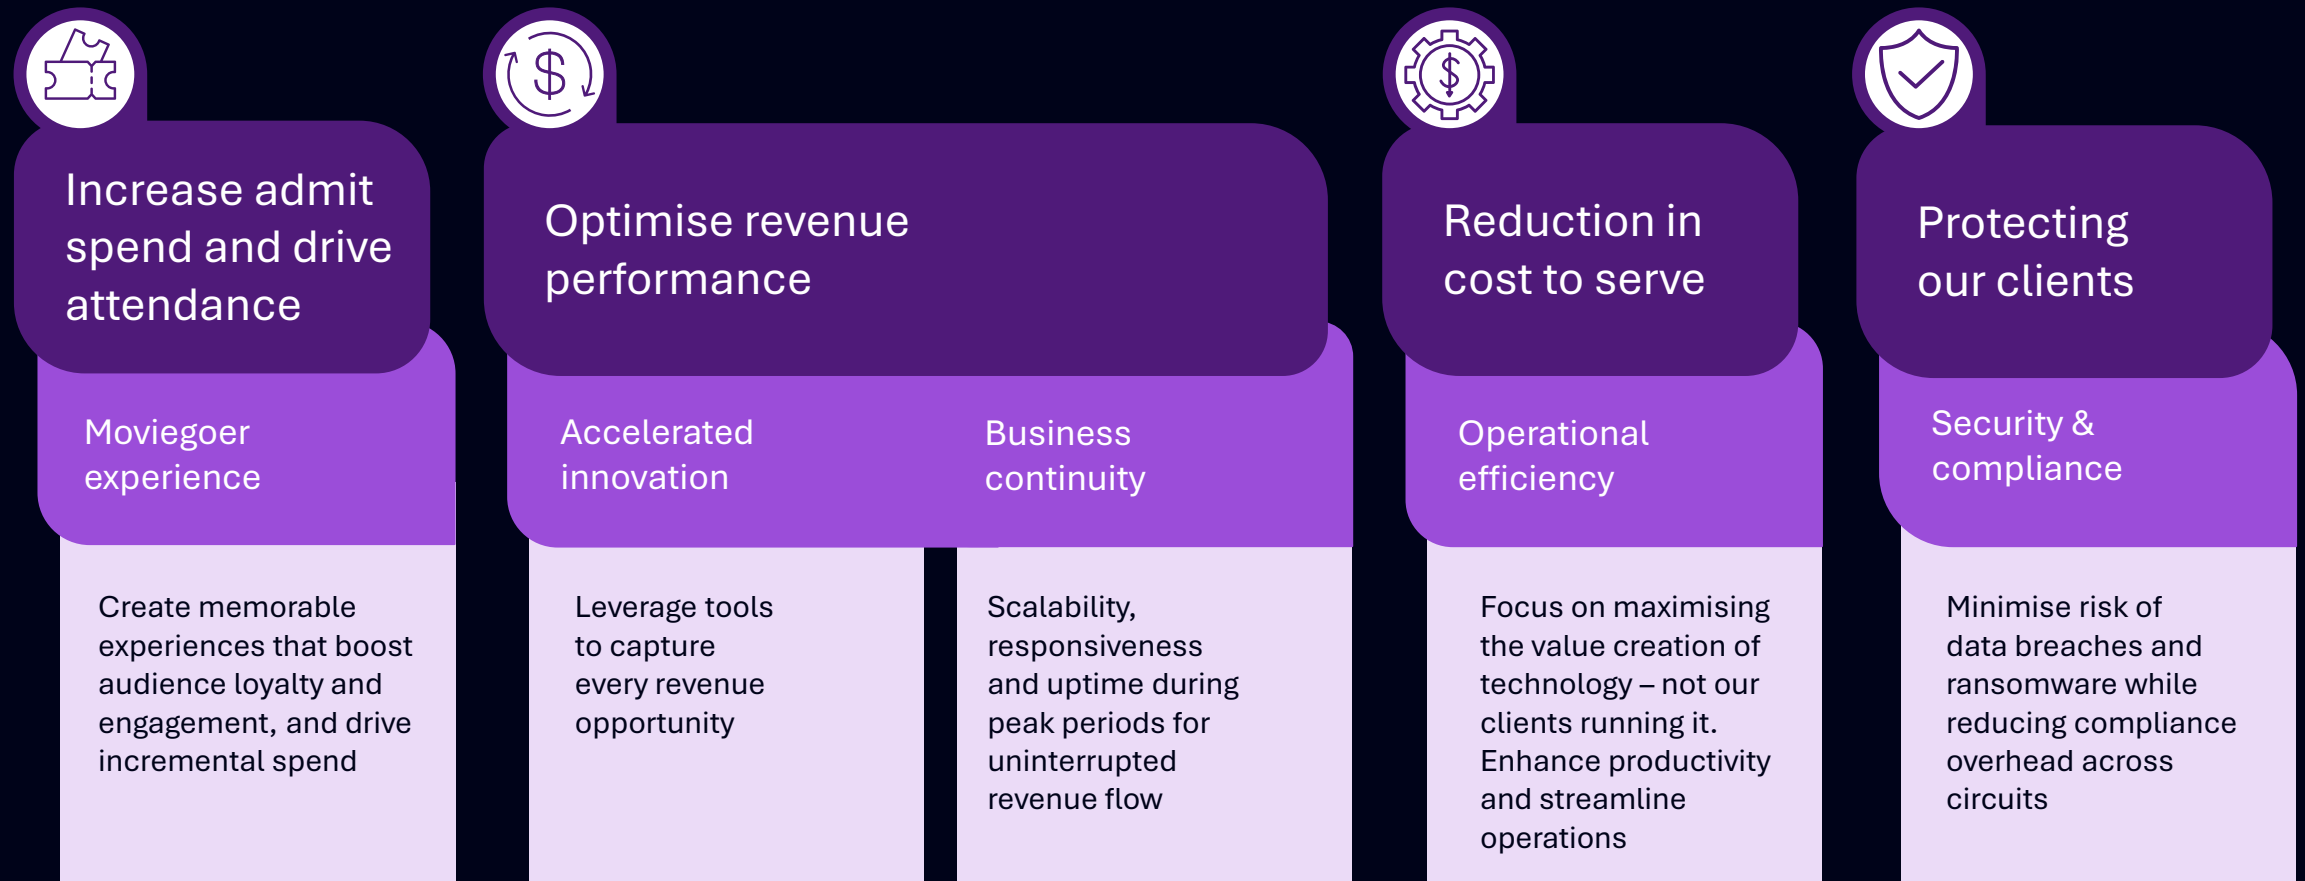 Increase admit
spend and drive
attendance
Moviegoer
experience
Create memorable
experiences that boost
audience loyalty and
engagement, and drive
incremental spend
$
Optimise revenue
performance
Accelerated
innovation
Leverage tools
to capture
every revenue
opportunity
Business
continuity
Scalability,
responsiveness
and uptime during
peak periods for
uninterrupted
revenue flow
$
Reduction in
cost to serve
Operational
efficiency
Focus on maximising
the value creation of
technology – not our
clients running it.
Enhance productivity
and streamline
operations
Protecting
our clients
Security &
compliance
Minimise risk of
data breaches and
ransomware while
reducing compliance
overhead across
circuits